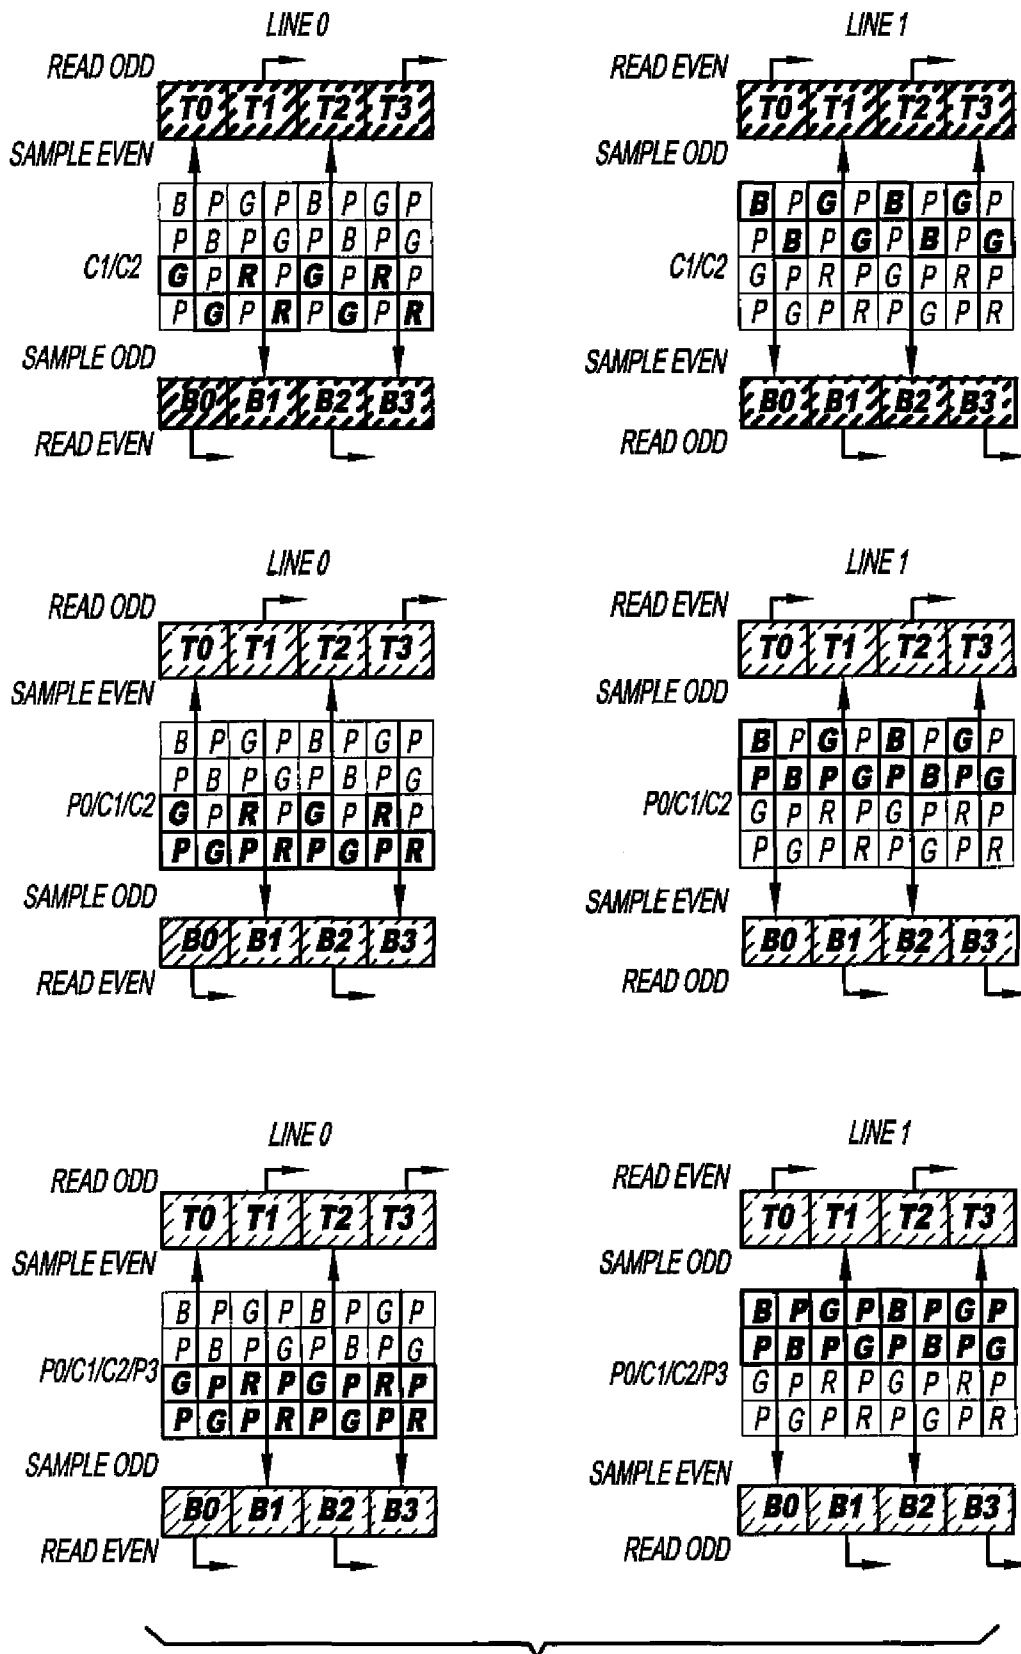 LINE 0
READ ODD
T0 T1 T2 T3
SAMPLE EVEN
B P G P B P G P
P B P G P B P G
C1/C2
G P R P G P R P
P G P R P G P R
SAMPLE ODD
B0 B1 B2 B3
READ EVEN
LINE 1
READ EVEN
T0 T1 T2 T3
SAMPLE ODD
B P G P B P G P
P B P G P B P G
C1/C2
G P R P G P R P
P G P R P G P R
SAMPLE EVEN
B0 B1 B2 B3
READ ODD
LINE 0
READ ODD
T0 T1 T2 T3
SAMPLE EVEN
B P G P B P G P
P B P G P B P G
P0/C1/C2
G P R P G P R P
P G P R P G P R
SAMPLE ODD
B0 B1 B2 B3
READ EVEN
LINE 1
READ EVEN
T0 T1 T2 T3
SAMPLE ODD
B P G P B P G P
P B P G P B P G
P0/C1/C2
G P R P G P R P
P G P R P G P R
SAMPLE EVEN
B0 B1 B2 B3
READ ODD
LINE 0
READ ODD
T0 T1 T2 T3
SAMPLE EVEN
B P G P B P G P
P B P G P B P G
P0/C1/C2/P3
G P R P G P R P
P G P R P G P R
SAMPLE ODD
B0 B1 B2 B3
READ EVEN
LINE 1
READ EVEN
T0 T1 T2 T3
SAMPLE ODD
B P G P B P G P
P B P G P B P G
P0/C1/C2/P3
G P R P G P R P
P G P R P G P R
SAMPLE EVEN
B0 B1 B2 B3
READ ODD